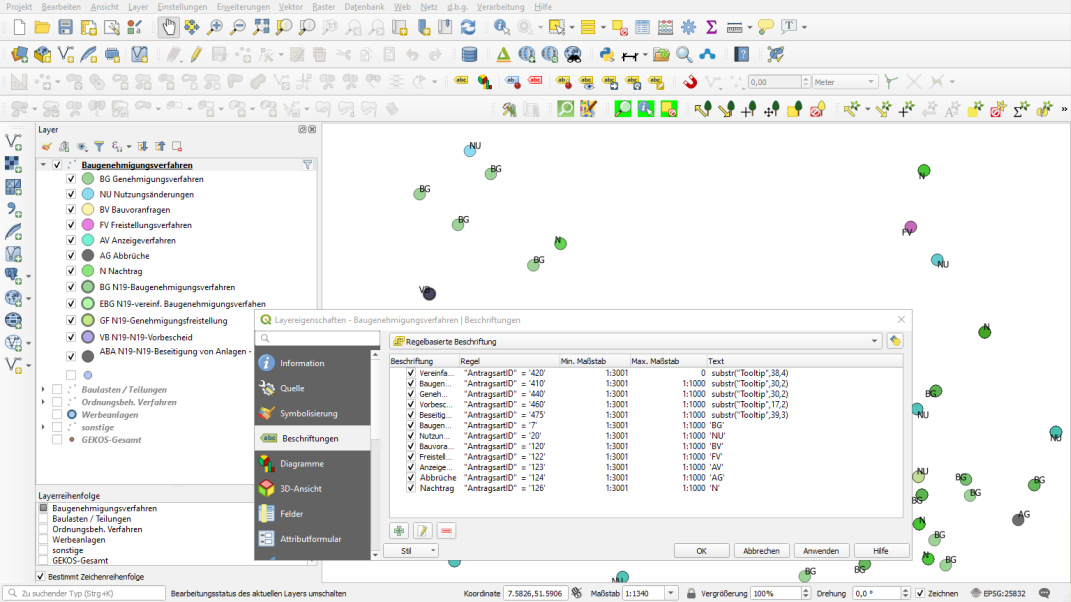 Projekt Bearbeiten Ansicht Layer Einstellungen Erweiterungen Vektor Raster Datenbank Web Netz d.b.g. Verarbeitung Hilfe
0,00 Meter
Layer
Baugenehmigungsverfahren
BG Genehmigungsverfahren
NU Nutzungsänderungen
BV Bauvoranfragen
FV Freistellungsverfahren
AV Anzeigeverfahren
AG Abbrüche
N Nachtrag
BG N19-Baugenehmigungsverfahren
EBG N19-vereinf. Baugenehmigungsverfahen
GF N19-Genehmigungsfreistellung
VB N19-N19-Vorbescheid
ABA N19-N19-Beseitigung von Anlagen -
Baulasten / Teilungen
Ordnungsbeh. Verfahren
Werbeanlagen
sonstige
GEKOS-Gesamt
Layerreihenfolge
Baugenehmigungsverfahren
Baulasten / Teilungen
Ordnungsbeh. Verfahren
Werbeanlagen
sonstige
GEKOS-Gesamt
Bestimmt Zeichenreihenfolge
NU
BG
BG
BG
N
BG
VB
N
FV
NU
N
BG
NU
NU
NU
BG
BG
BG
BG
AG
N
BG
N
BG
BG
BG
NU
Layereigenschaften - Baugenehmigungsverfahren | Beschriftungen
Information
Quelle
Symbolisierung
abc Beschriftungen
Diagramme
3D-Ansicht
Felder
Attributformular
Regelbasierte Beschriftung
Beschriftung Regel Min. Maßstab Max. Maßstab Text
Vereinfa... "AntragsartID" = '420' 1:3001 0 substr("Tooltip",38,4)
Baugen... "AntragsartID" = '410' 1:3001 1:1000 substr("Tooltip",30,2)
Geneh... "AntragsartID" = '440' 1:3001 1:1000 substr("Tooltip",30,2)
Vorbesc... "AntragsartID" = '460' 1:3001 1:1000 substr("Tooltip",17,2)
Beseitig... "AntragsartID" = '475' 1:3001 1:1000 substr("Tooltip",39,3)
Baugen... "AntragsartID" = '7' 1:3001 1:1000 'BG'
Nutzun... "AntragsartID" = '20' 1:3001 1:1000 'NU'
Bauvora... "AntragsartID" = '120' 1:3001 1:1000 'BV'
Freistell... "AntragsartID" = '122' 1:3001 1:1000 'FV'
Anzeige... "AntragsartID" = '123' 1:3001 1:1000 'AV'
Abbrüche "AntragsartID" = '124' 1:3001 1:1000 'AG'
Nachtrag "AntragsartID" = '126' 1:3001 1:1000 'N'
Stil OK Abbrechen Anwenden Hilfe
Zu suchender Typ (Strg+K) Bearbeitungsstatus des aktuellen Layers umschalten Koordinate 7.5826,51.5906 Maßstab 1:1340 Vergrößerung 100% Drehung 0,0 ° Zeichnen EPSG:25832